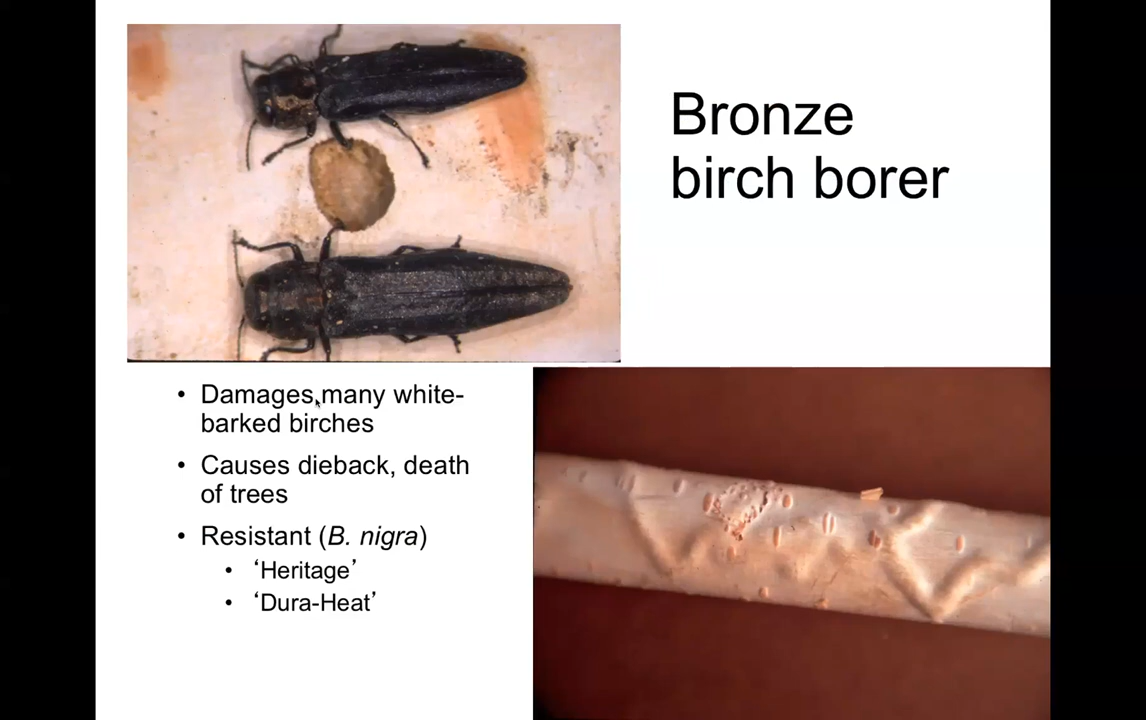 Bronze
birch borer
• Damages many white-
barked birches
• Causes dieback, death
of trees
• Resistant (B. nigra)
• ‘Heritage’
• ‘Dura-Heat’